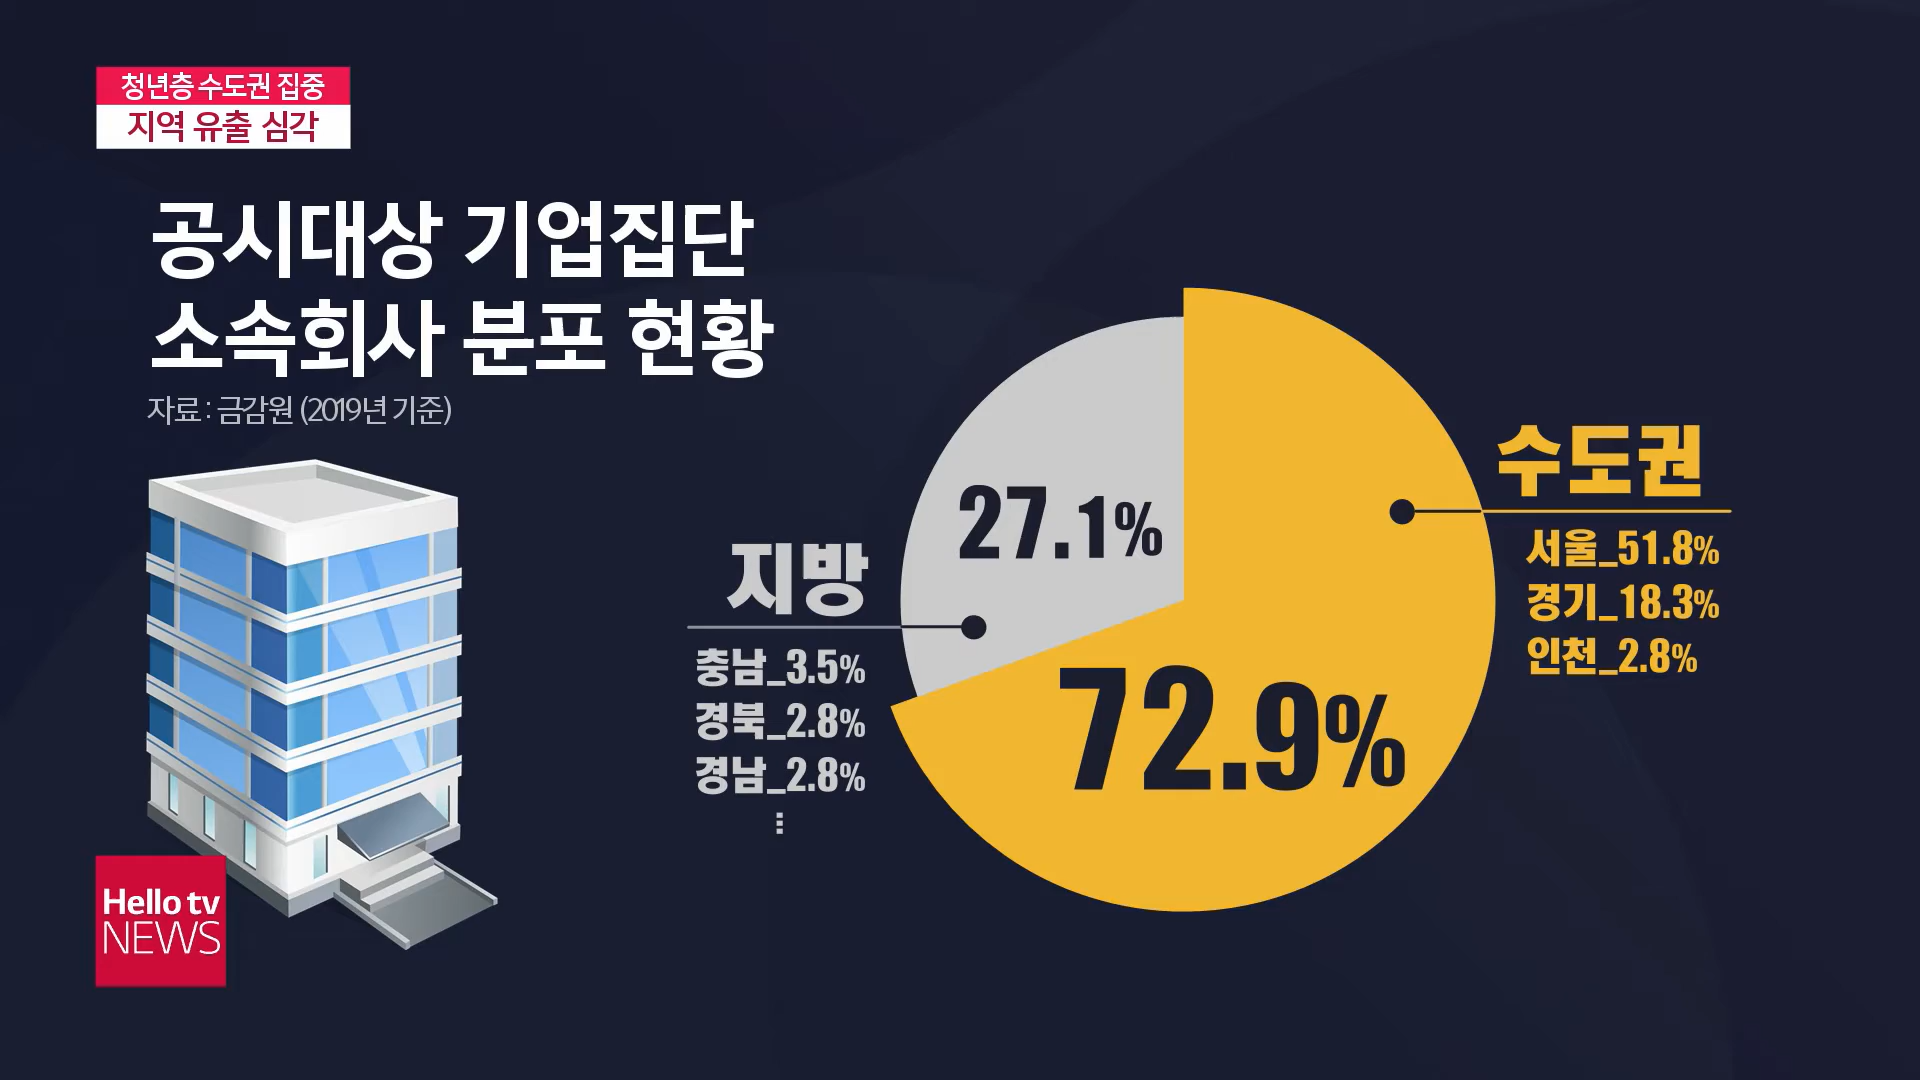 청년층 수도권 집중
지역 유출 심각
공시대상 기업집단
소속회사 분포 현황
자료 : 금감원 (2019년 기준)
27.1%
72.9%
지방
충남_3.5%
경북_2.8%
경남_2.8%
⋮
수도권
서울_51.8%
경기_18.3%
인천_2.8%
Hello tv
NEWS